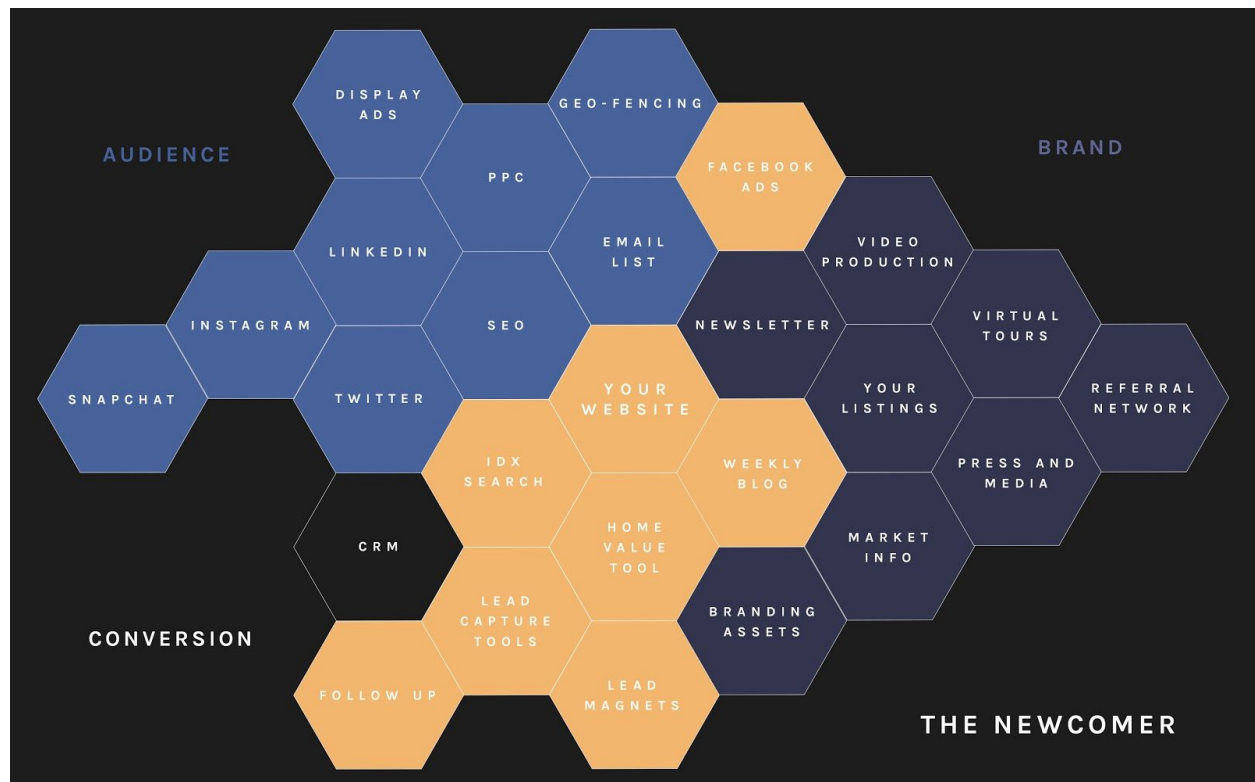 DISPLAY
ADS
GEO-FENCING
AUDIENCE
BRAND
PPC
FACEBOOK
ADS
LINKEDIN
EMAIL
LIST
VIDEO
PRODUCTION
INSTAGRAM
SEO
NEWSLETTER
VIRTUAL
TOURS
SNAPCHAT
TWITTER
YOUR
WEBSITE
YOUR
LISTINGS
REFERRAL
NETWORK
IDX
SEARCH
WEEKLY
BLOG
PRESS AND
MEDIA
CRM
HOME
VALUE
TOOL
MARKET
INFO
LEAD
CAPTURE
TOOLS
BRANDING
ASSETS
CONVERSION
FOLLOW UP
LEAD
MAGNETS
THE NEWCOMER